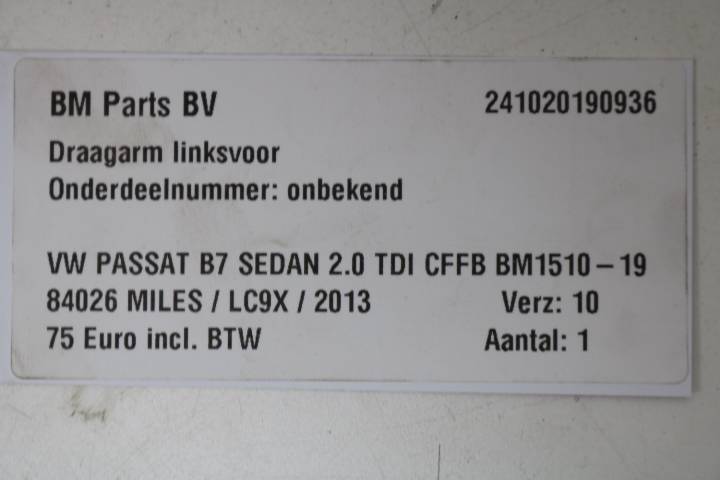 BM Parts BV 241020190936
Draagarm linksvoor
Onderdeelnummer: onbekend
VW PASSAT B7 SEDAN 2.0 TDI CFFB BM1510-19
84026 MILES / LC9X / 2013 Verz: 10
75 Euro incl. BTW Aantal: 1